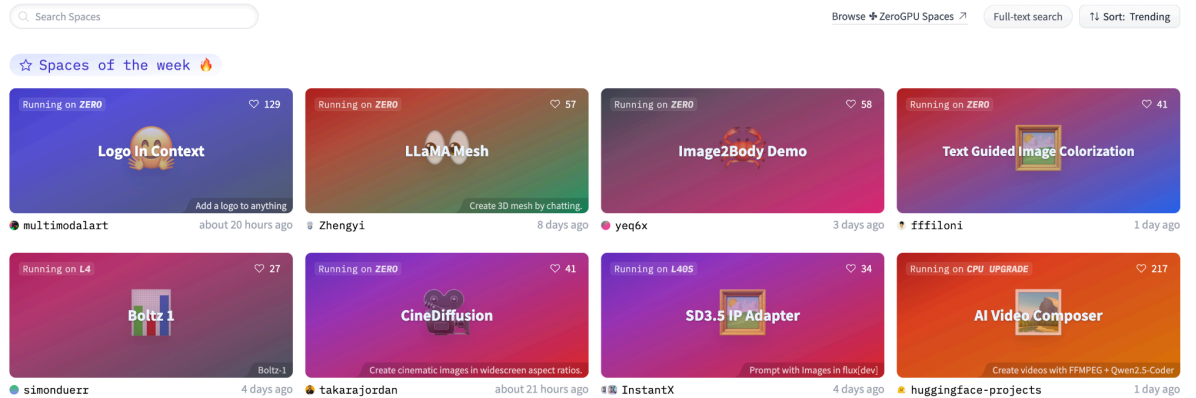 Search Spaces
Browse ZeroGPU Spaces
Full-text search
Sort: Trending
Spaces of the week 🔥
Running on ZERO 129
Logo In Context
Add a logo to anything
multimodalart about 20 hours ago
Running on ZERO 57
LLaMA Mesh
Create 3D mesh by chatting.
Zhengyi 8 days ago
Running on ZERO 58
Image2Body Demo
yeq6x 3 days ago
Running on ZERO 41
Text Guided Image Colorization
fffiloni 1 day ago
Running on L4 27
Boltz 1
Boltz-1
simonduerr 4 days ago
Running on ZERO 41
CineDiffusion
Create cinematic images in widescreen aspect ratios.
takarajordan about 21 hours ago
Running on L40S 34
SD3.5 IP Adapter
Prompt with Images in flux[dev]
InstantX 4 days ago
Running on CPU UPGRADE 217
AI Video Composer
Create videos with FFMPEG + Qwen2.5-Coder
huggingface-projects 1 day ago